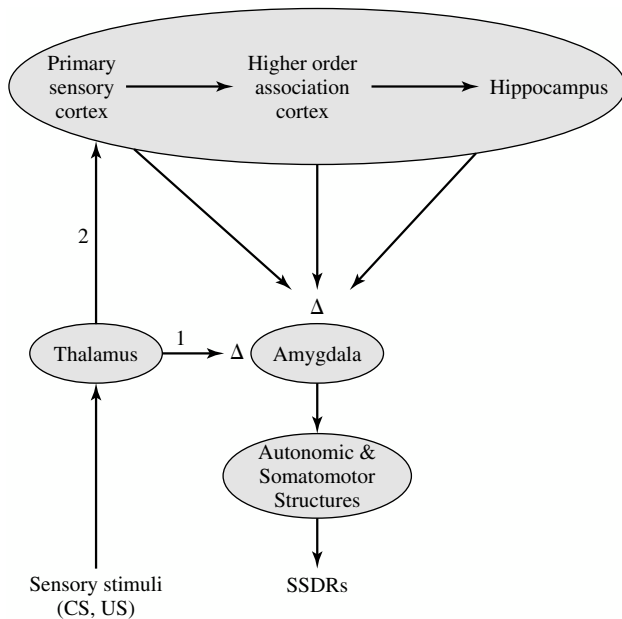 Primary
sensory
cortex
Higher order
association
cortex
Hippocampus
2
1
Δ
Δ
Thalamus
Amygdala
Autonomic &
Somatomotor
Structures
Sensory stimuli
(CS, US)
SSDRs